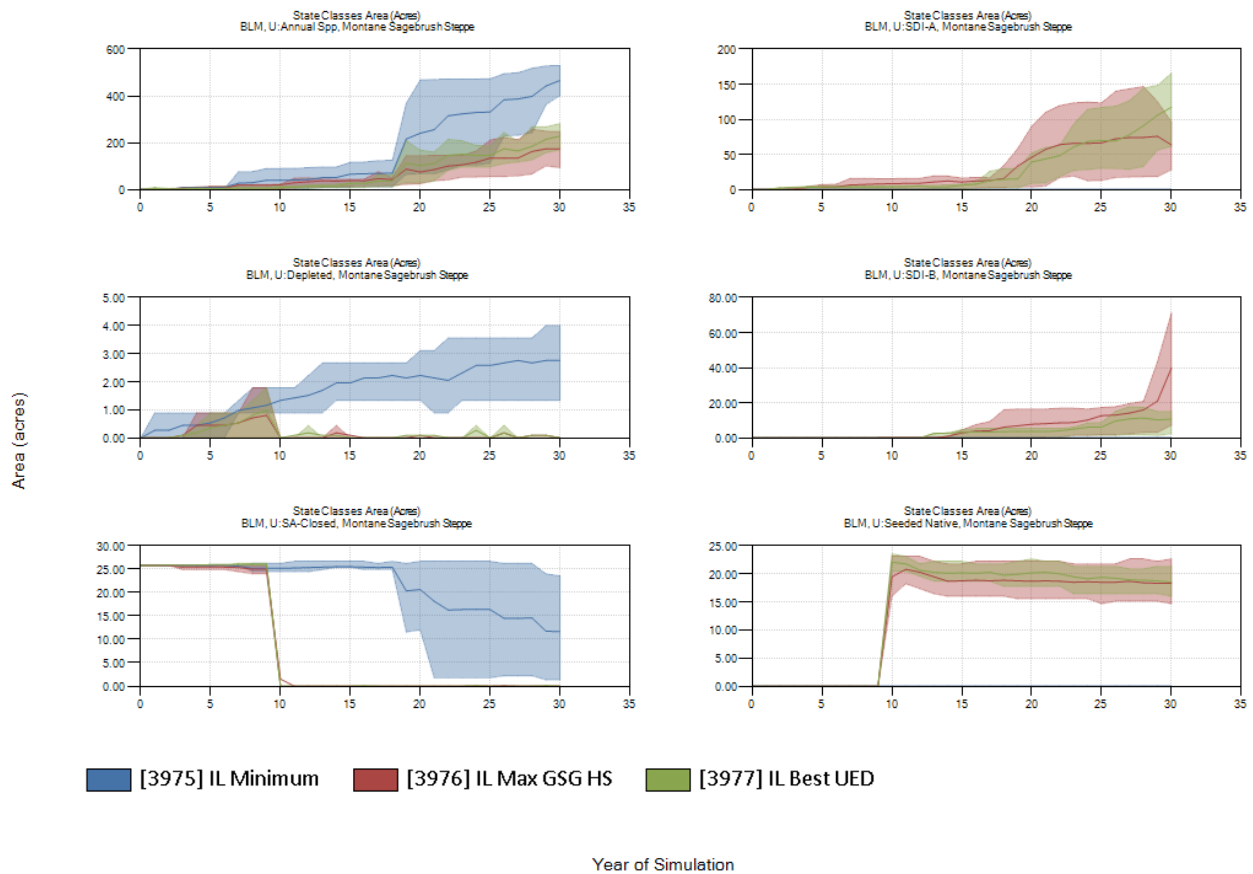 State Classes Area (Acres)
BLM, U:Annual Spp, Montane Sagebrush Steppe
600
400
200
0
0 5 10 15 20 25 30 35
State Classes Area (Acres)
BLM, U:SDI-A, Montane Sagebrush Steppe
200
150
100
50
0
0 5 10 15 20 25 30 35
State Classes Area (Acres)
BLM, U:Depleted, Montane Sagebrush Steppe
5.00
4.00
3.00
2.00
1.00
0.00
0 5 10 15 20 25 30 35
State Classes Area (Acres)
BLM, U:SDI-B, Montane Sagebrush Steppe
80.00
60.00
40.00
20.00
0.00
0 5 10 15 20 25 30 35
Area (acres)
State Classes Area (Acres)
BLM, U:SA-Closed, Montane Sagebrush Steppe
30.00
25.00
20.00
15.00
10.00
5.00
0.00
0 5 10 15 20 25 30 35
State Classes Area (Acres)
BLM, U:Seeded Native, Montane Sagebrush Steppe
25.00
20.00
15.00
10.00
5.00
0.00
0 5 10 15 20 25 30 35
[3975] IL Minimum
[3976] IL Max GSG HS
[3977] IL Best UED
Year of Simulation